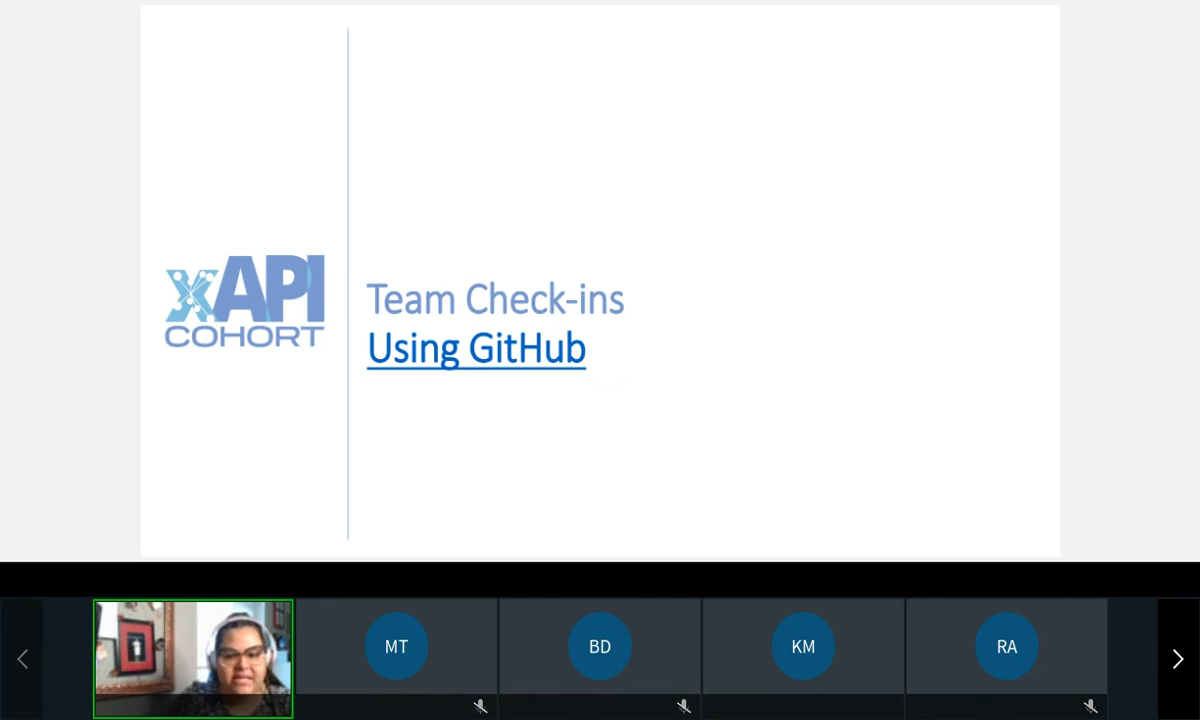 xAPI
COHORT
Team Check-ins
Using GitHub
MT
BD
KM
RA